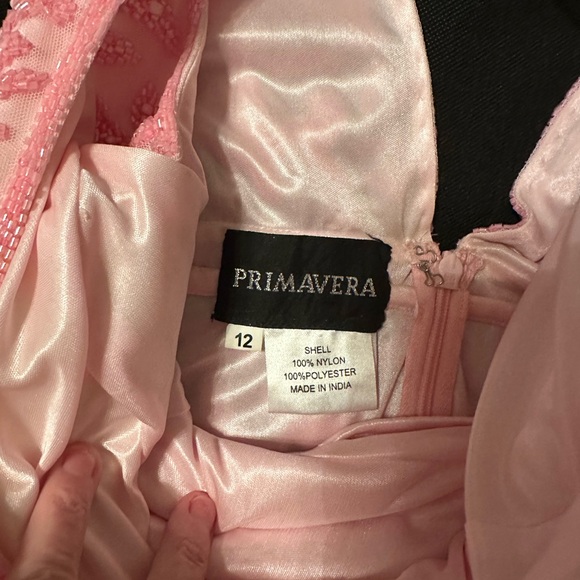 PRIMAVERA
12
SHELL
100% NYLON
100%POLYESTER
MADE IN INDIA